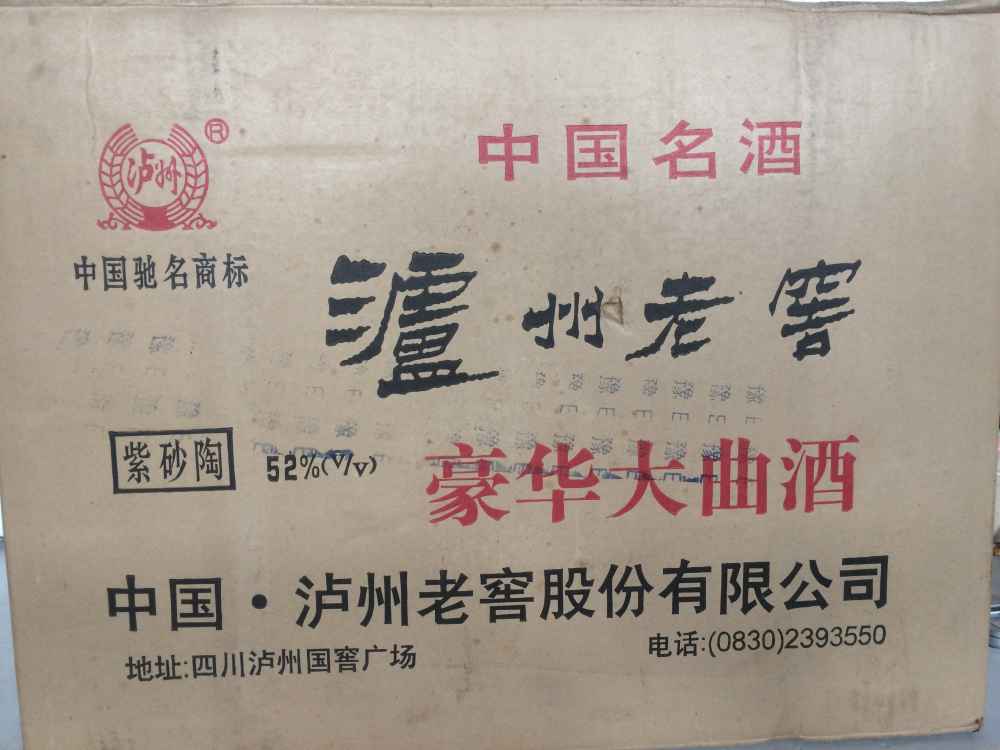 泸州
®
中国名酒
中国驰名商标
瀘州老窖
紫砂陶
52%(V/V)
豪华大曲酒
中国·泸州老窖股份有限公司
地址:四川泸州国窖广场
电话:(0830)2393550